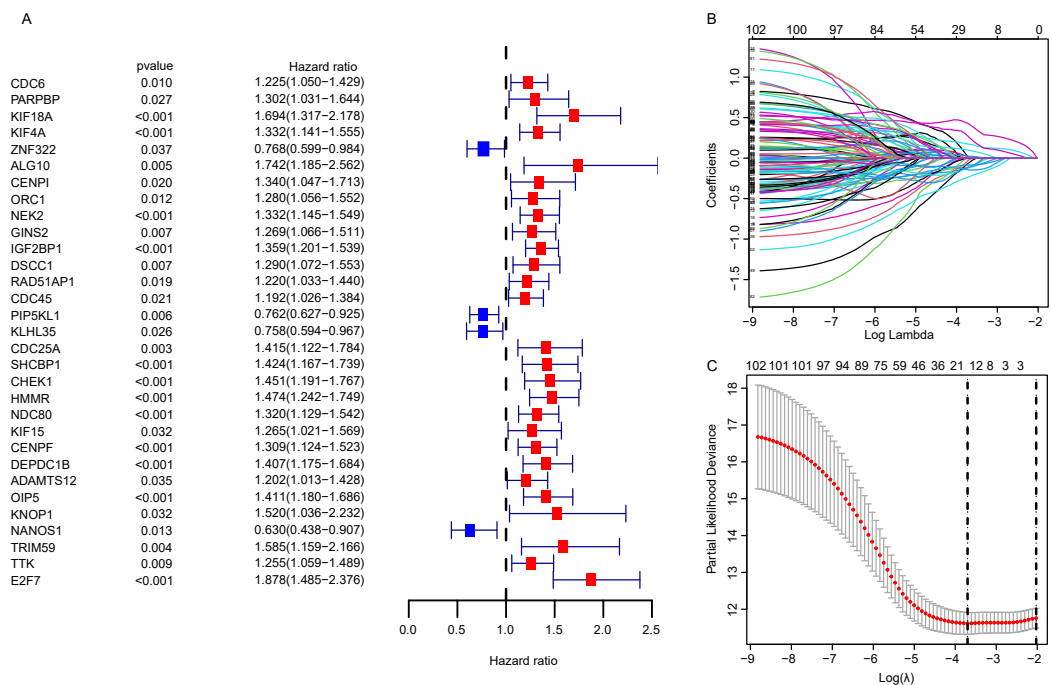 A
pvalue Hazard ratio
CDC6 0.010 1.225(1.050−1.429)
PARPBP 0.027 1.302(1.031−1.644)
KIF18A <0.001 1.694(1.317−2.178)
KIF4A <0.001 1.332(1.141−1.555)
ZNF322 0.037 0.768(0.599−0.984)
ALG10 0.005 1.742(1.185−2.562)
CENPI 0.020 1.340(1.047−1.713)
ORC1 0.012 1.280(1.056−1.552)
NEK2 <0.001 1.332(1.145−1.549)
GINS2 0.007 1.269(1.066−1.511)
IGF2BP1 <0.001 1.359(1.201−1.539)
DSCC1 0.007 1.290(1.072−1.553)
RAD51AP1 0.019 1.220(1.033−1.440)
CDC45 0.021 1.192(1.026−1.384)
PIP5KL1 0.006 0.762(0.627−0.925)
KLHL35 0.026 0.758(0.594−0.967)
CDC25A 0.003 1.415(1.122−1.784)
SHCBP1 <0.001 1.424(1.167−1.739)
CHEK1 <0.001 1.451(1.191−1.767)
HMMR <0.001 1.474(1.242−1.749)
NDC80 <0.001 1.320(1.129−1.542)
KIF15 0.032 1.265(1.021−1.569)
CENPF <0.001 1.309(1.124−1.523)
DEPDC1B <0.001 1.407(1.175−1.684)
ADAMTS12 0.035 1.202(1.013−1.428)
OIP5 <0.001 1.411(1.180−1.686)
KNOP1 0.032 1.520(1.036−2.232)
NANOS1 0.013 0.630(0.438−0.907)
TRIM59 0.004 1.585(1.159−2.166)
TTK 0.009 1.255(1.059−1.489)
E2F7 <0.001 1.878(1.485−2.376)
0.0 0.5 1.0 1.5 2.0 2.5
Hazard ratio
B
102 100 97 84 54 29 8 0
Coefficients
1.0
0.5
0.0
−0.5
−1.0
−1.5
−9 −8 −7 −6 −5 −4 −3 −2
Log Lambda
C
102 101 101 97 94 89 75 59 46 36 21 12 8 3 3
Partial Likelihood Deviance
18
17
16
15
14
13
12
−9 −8 −7 −6 −5 −4 −3 −2
Log(λ)